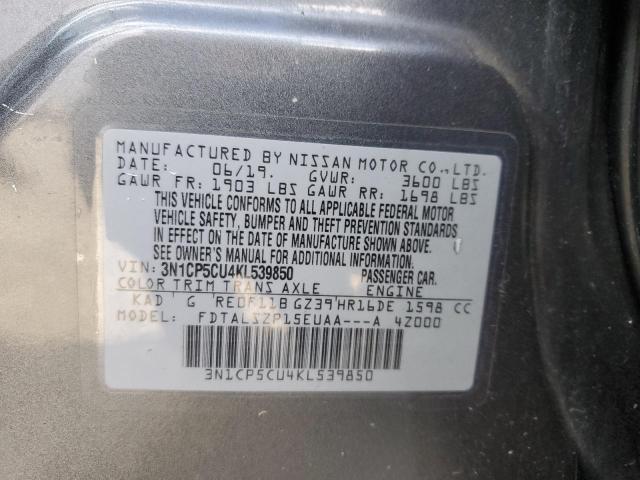 MANUFACTURED BY NISSAN MOTOR CO.,LTD.
DATE: 06/19. GVWR: 3600 LBS
GAWR FR: 1903 LBS GAWR RR: 1698 LBS
THIS VEHICLE CONFORMS TO ALL APPLICABLE FEDERAL MOTOR
VEHICLE SAFETY, BUMPER AND THEFT PREVENTION STANDARDS
IN EFFECT ON THE DATE OF MANUFACTURE SHOWN ABOVE.
SEE OWNER'S MANUAL FOR ADDITIONAL INFORMATION.
VIN: 3N1CP5CU4KL539850 PASSENGER CAR.
COLOR TRIM TRANS AXLE ENGINE
KAD G RE0F11B GZ39 HR16DE 1598 CC
FDTALZZP15EUAA---A 4Z000
3N1CP5CU4KL539850